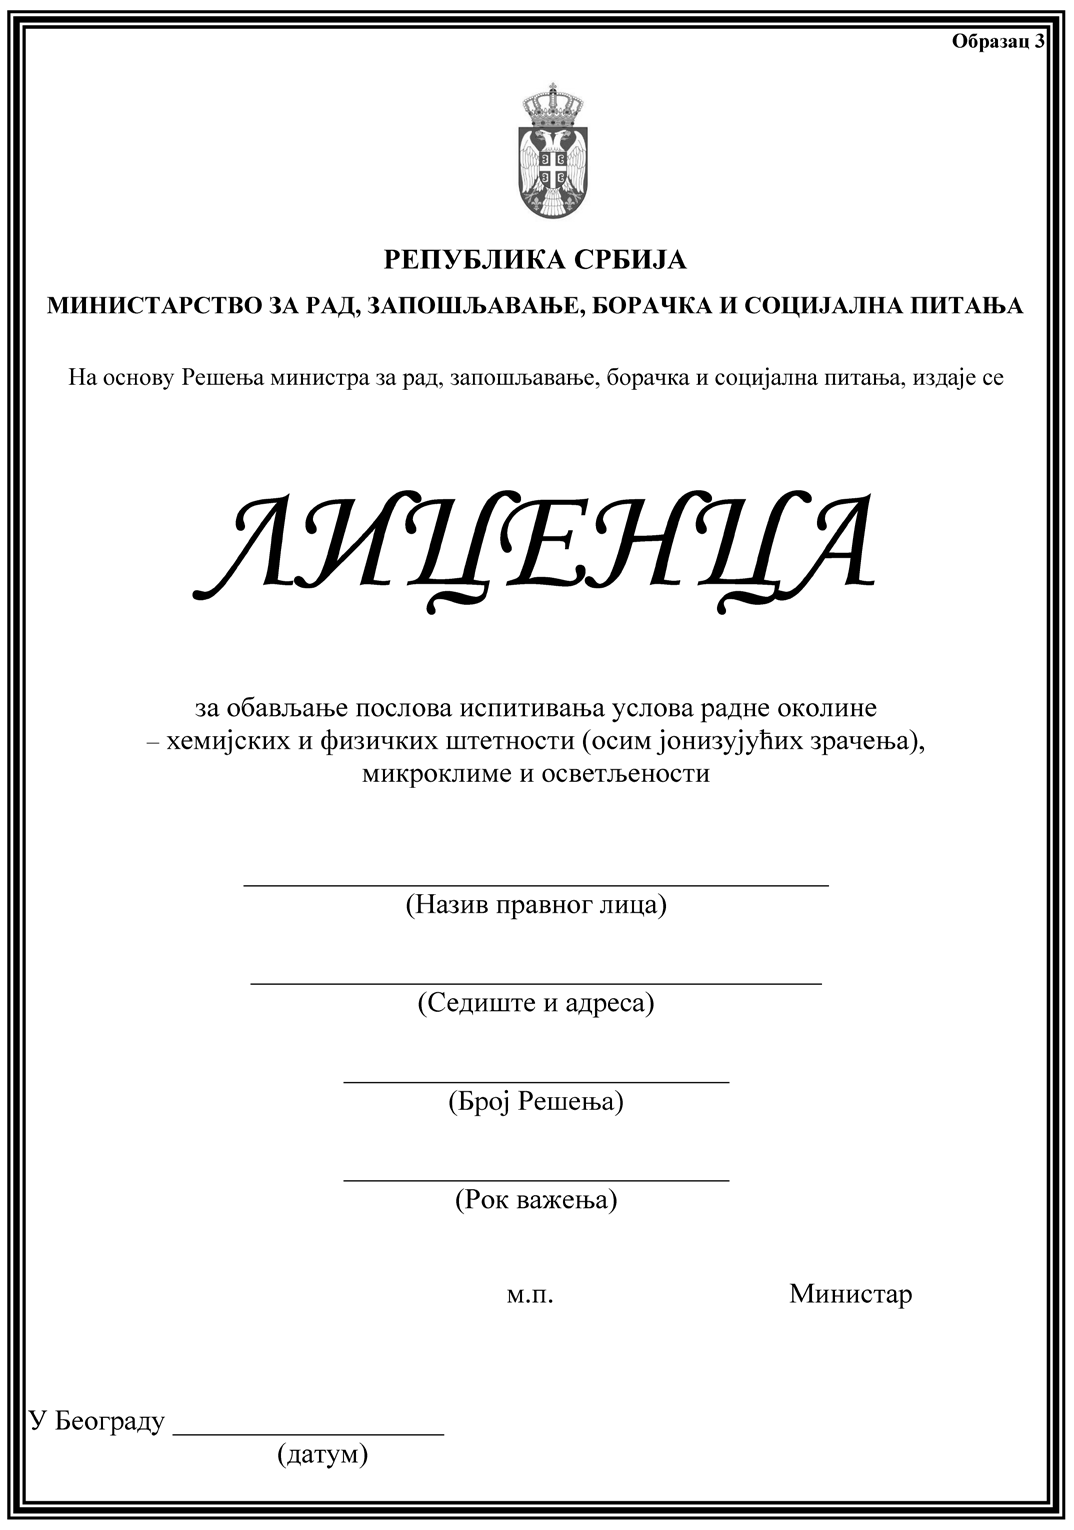 Образац 3
РЕПУБЛИКА СРБИЈА
МИНИСТАРСТВО ЗА РАД, ЗАПОШЉАВАЊЕ, БОРАЧКА И СОЦИЈАЛНА ПИТАЊА
На основу Решења министра за рад, запошљавање, борачка и социјална питања, издаје се
ЛИЦЕНЦА
за обављање послова испитивања услова радне околине
– хемијских и физичких штетности (осим јонизујућих зрачења),
микроклиме и осветљености
(Назив правног лица)
(Седиште и адреса)
(Број Решења)
(Рок важења)
м.п. Министар
У Београду
(датум)